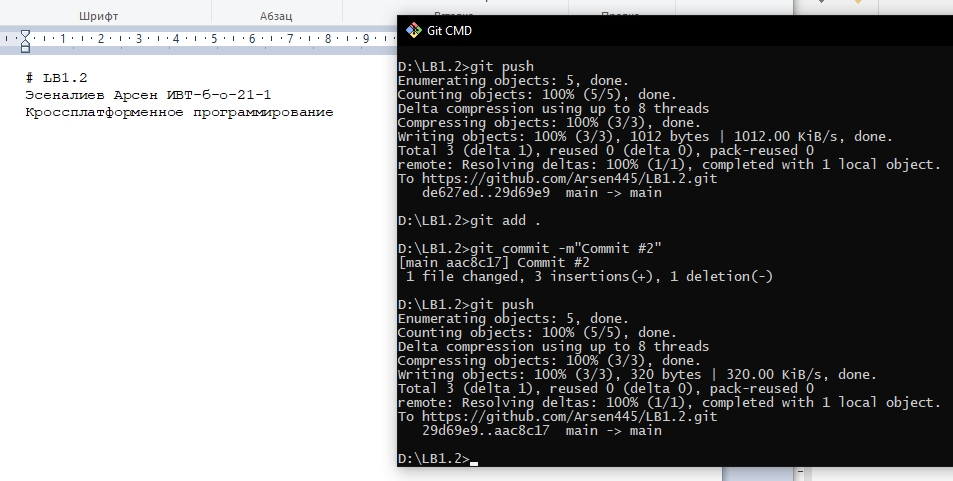 Шрифт
Абзац
1 2 3 4 5 6 7 8 9
# LB1.2
Эсеналиев Арсен ИВТ-б-о-21-1
Кроссплатформенное программирование
Git CMD
D:\LB1.2>git push
Enumerating objects: 5, done.
Counting objects: 100% (5/5), done.
Delta compression using up to 8 threads
Compressing objects: 100% (3/3), done.
Writing objects: 100% (3/3), 1012 bytes | 1012.00 KiB/s, done.
Total 3 (delta 1), reused 0 (delta 0), pack-reused 0
remote: Resolving deltas: 100% (1/1), completed with 1 local object.
To https://github.com/Arsen445/LB1.2.git
de627ed..29d69e9  main -> main
D:\LB1.2>git add .
D:\LB1.2>git commit -m"Commit #2"
[main aac8c17] Commit #2
1 file changed, 3 insertions(+), 1 deletion(-)
D:\LB1.2>git push
Enumerating objects: 5, done.
Counting objects: 100% (5/5), done.
Delta compression using up to 8 threads
Compressing objects: 100% (3/3), done.
Writing objects: 100% (3/3), 320 bytes | 320.00 KiB/s, done.
Total 3 (delta 1), reused 0 (delta 0), pack-reused 0
remote: Resolving deltas: 100% (1/1), completed with 1 local object.
To https://github.com/Arsen445/LB1.2.git
29d69e9..aac8c17  main -> main
D:\LB1.2>